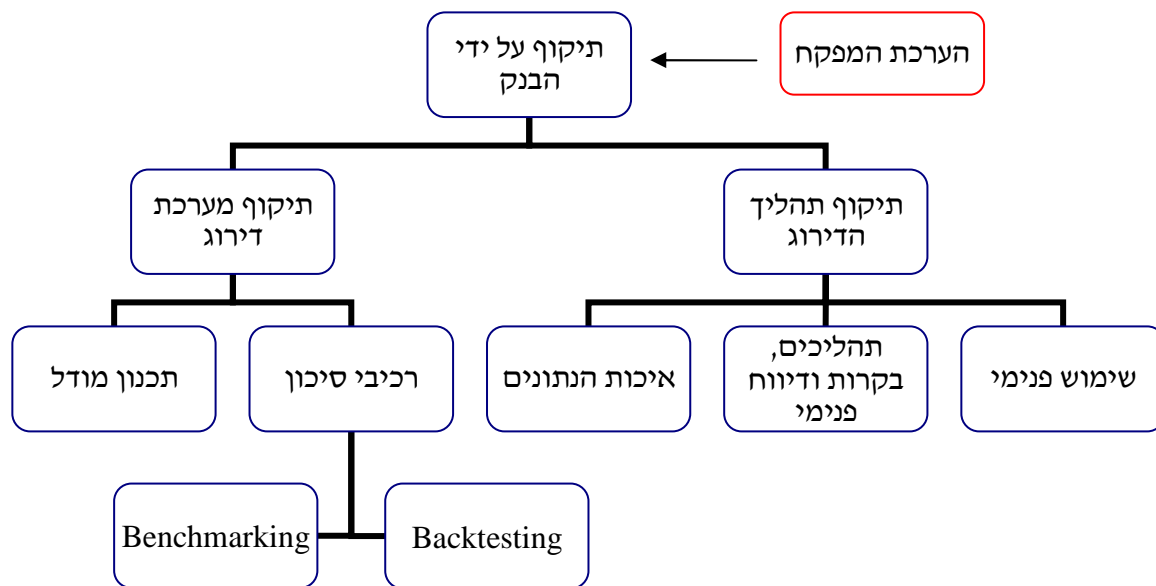 הערכת המפקח
תיקוף על ידי
הבנק
תיקוף תהליך
הדירוג
תיקוף מערכת
דירוג
שימוש פנימי
תהליכים,
בקרות ודיווח
פנימי
איכות הנתונים
רכיבי סיכון
תכנון מודל
Benchmarking
Backtesting